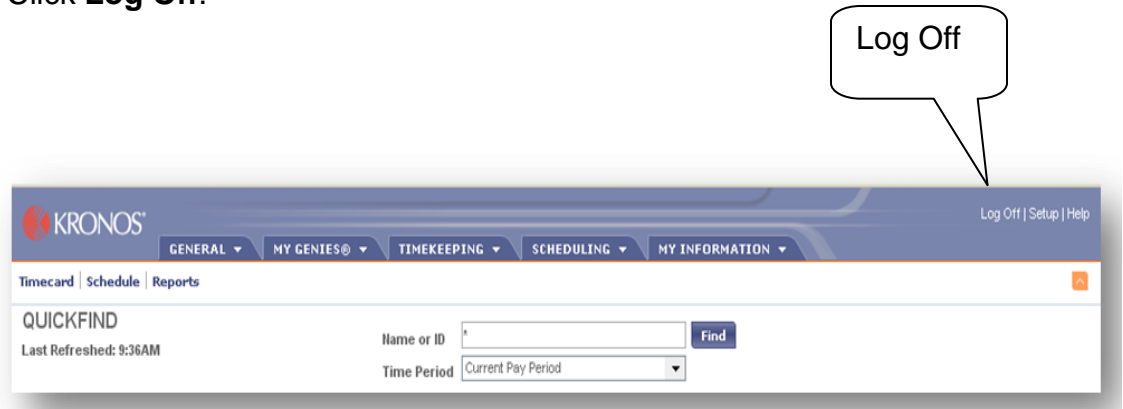 Click Log Off.
Log Off
KRONOS®
Log Off | Setup | Help
GENERAL MY GENIES® TIMEKEEPING SCHEDULING MY INFORMATION
Timecard | Schedule | Reports
QUICKFIND
Last Refreshed: 9:36AM
Name or ID * Find
Time Period Current Pay Period